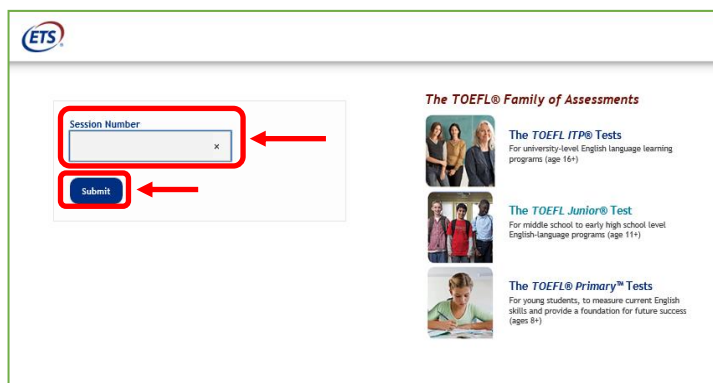 ETS®
Session Number
×
Submit
The TOEFL® Family of Assessments
The TOEFL ITP® Tests
For university-level English language learning
programs (age 16+)
The TOEFL Junior® Test
For middle school to early high school level
English-language programs (age 11+)
The TOEFL® Primary™ Tests
For young students, to measure current English
skills and provide a foundation for future success
(ages 8+)